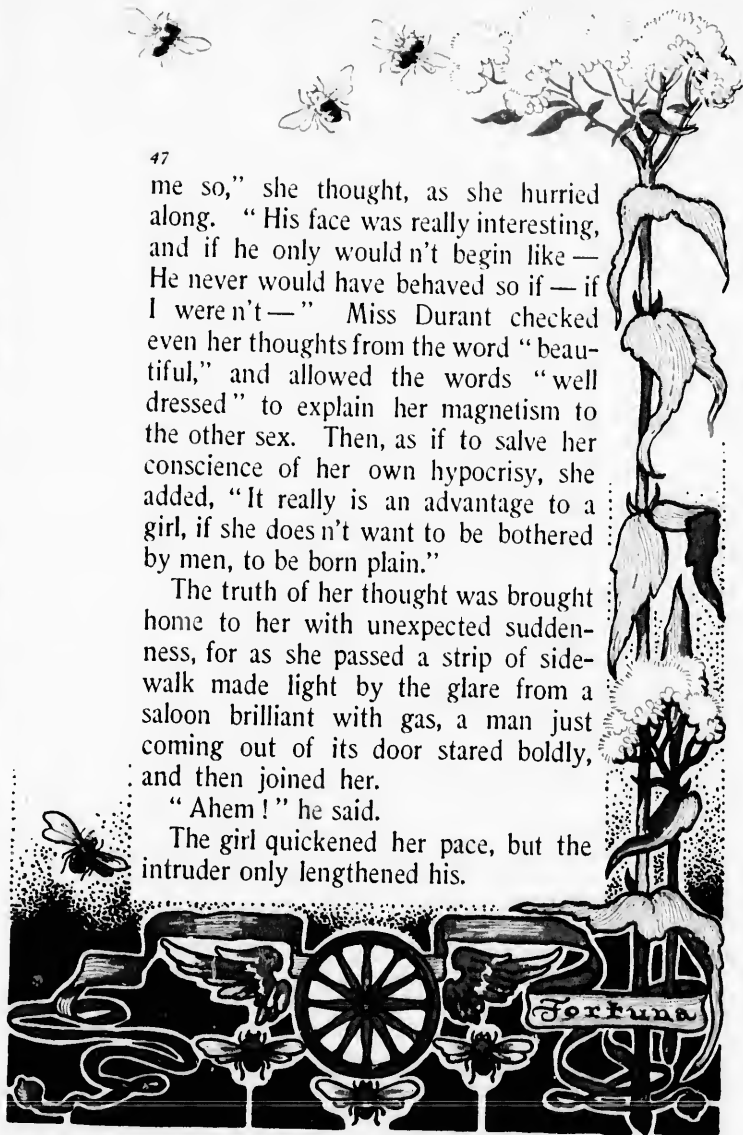 47
me so,” she thought, as she hurried
along. “ His face was really interesting,
and if he only would n’t begin like —
He never would have behaved so if — if
I were n’t — ” Miss Durant checked
even her thoughts from the word “ beau-
tiful,” and allowed the words “ well
dressed ” to explain her magnetism to
the other sex. Then, as if to salve her
conscience of her own hypocrisy, she
added, “ It really is an advantage to a
girl, if she does n’t want to be bothered
by men, to be born plain.”
The truth of her thought was brought
home to her with unexpected sudden-
ness, for as she passed a strip of side-
walk made light by the glare from a
saloon brilliant with gas, a man just
coming out of its door stared boldly,
and then joined her.
“ Ahem ! ” he said.
The girl quickened her pace, but the
intruder only lengthened his.
Fortuna